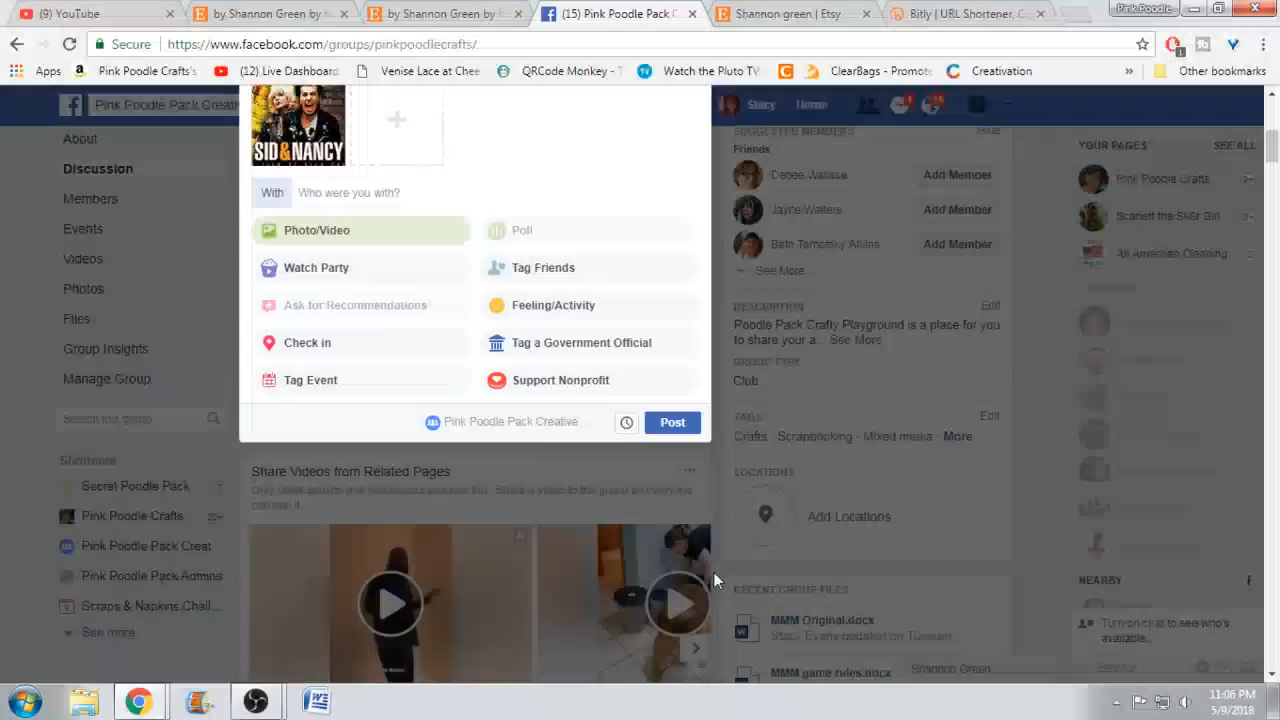 (9) YouTube
by Shannon Green by
by Shannon Green by
(15) Pink Poodle Pack C
Shannon green | Etsy
Bitly | URL Shortener, Cu
Pink Poodle
Secure
https://www.facebook.com/groups/pinkpoodlecrafts/
Apps
Pink Poodle Crafts's
(12) Live Dashboard
Venise Lace at Chee
QRCode Monkey - T
Watch the Pluto TV
ClearBags - Promote
Creativation
»
Other bookmarks
Pink Poodle Pack Creati
Stacy
Home
About
Discussion
Members
Events
Videos
Photos
Files
Group Insights
Manage Group
Search this group
Shortcuts
Secret Poodle Pack
Pink Poodle Crafts
20+
Pink Poodle Pack Creat
Pink Poodle Pack Admins
Scraps & Napkins Chall...
See more
SID & NANCY
With
Who were you with?
Photo/Video
Poll
Watch Party
Tag Friends
Ask for Recommendations
Feeling/Activity
Check in
Tag a Government Official
Tag Event
Support Nonprofit
Pink Poodle Pack Creative
Post
Share Videos from Related Pages
SUGGESTED MEMBERS
Hide
Friends
Add Member
Add Member
Add Member
See More
DESCRIPTION
Edit
Poodle Pack Crafty Playground is a place for you
to share your a... See More
GROUP TYPE
Club
TAGS
Edit
Crafts · Scrapbooking · Mixed media · More
LOCATIONS
Add Locations
RECENT GROUP FILES
MMM Original.docx
MMM game rules.docx
Shannon Green
YOUR PAGES
SEE ALL
Pink Poodle Crafts
9+
Scarlett the Sk8r Girl
9+
All American Cleaning
NEARBY
Turn on chat to see who's
available.
Search
11:06 PM
5/9/2018